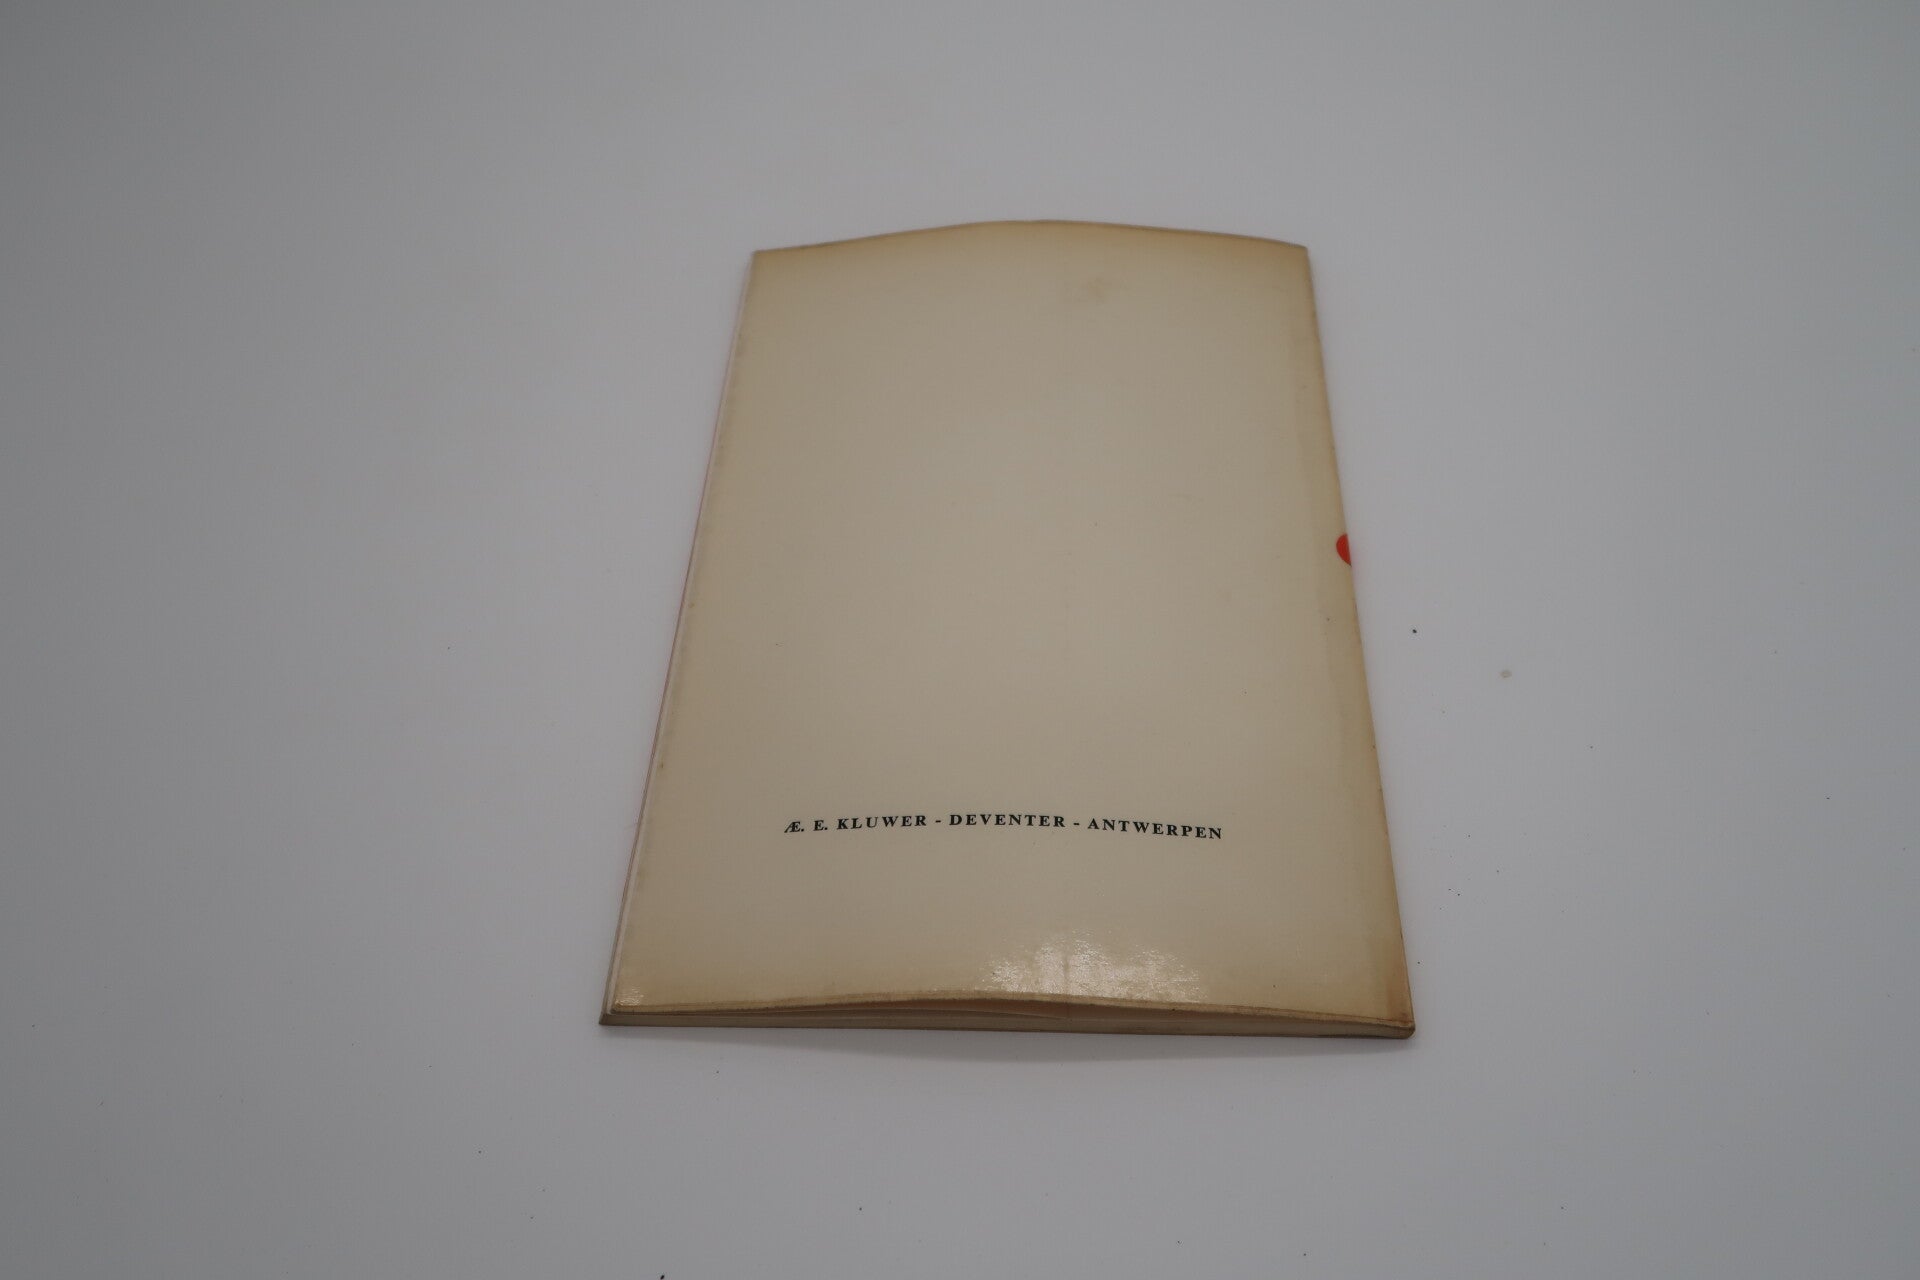 Æ. E. KLUWER - DEVENTER - ANTWERPEN